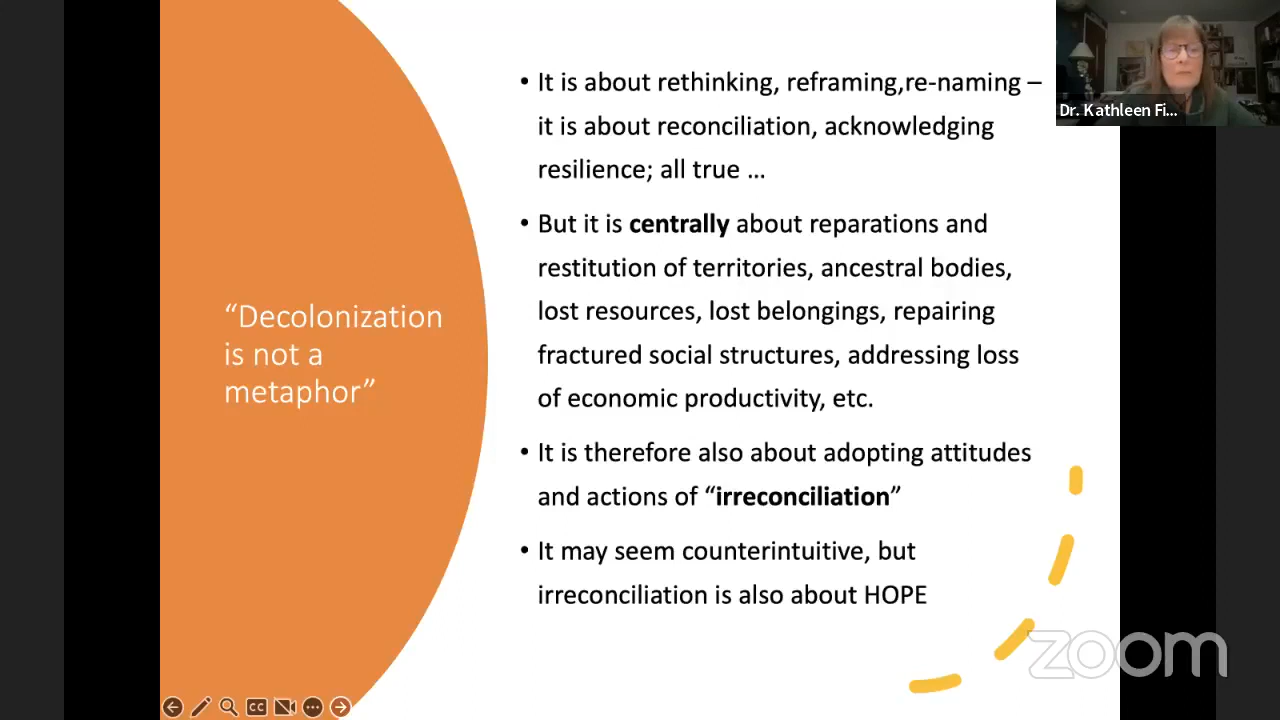 “Decolonization
is not a
metaphor”
• It is about rethinking, reframing,re-naming –
it is about reconciliation, acknowledging
resilience; all true …
• But it is centrally about reparations and
restitution of territories, ancestral bodies,
lost resources, lost belongings, repairing
fractured social structures, addressing loss
of economic productivity, etc.
• It is therefore also about adopting attitudes
and actions of “irreconciliation”
• It may seem counterintuitive, but
irreconciliation is also about HOPE
Dr. Kathleen Fi...
zoom
CC